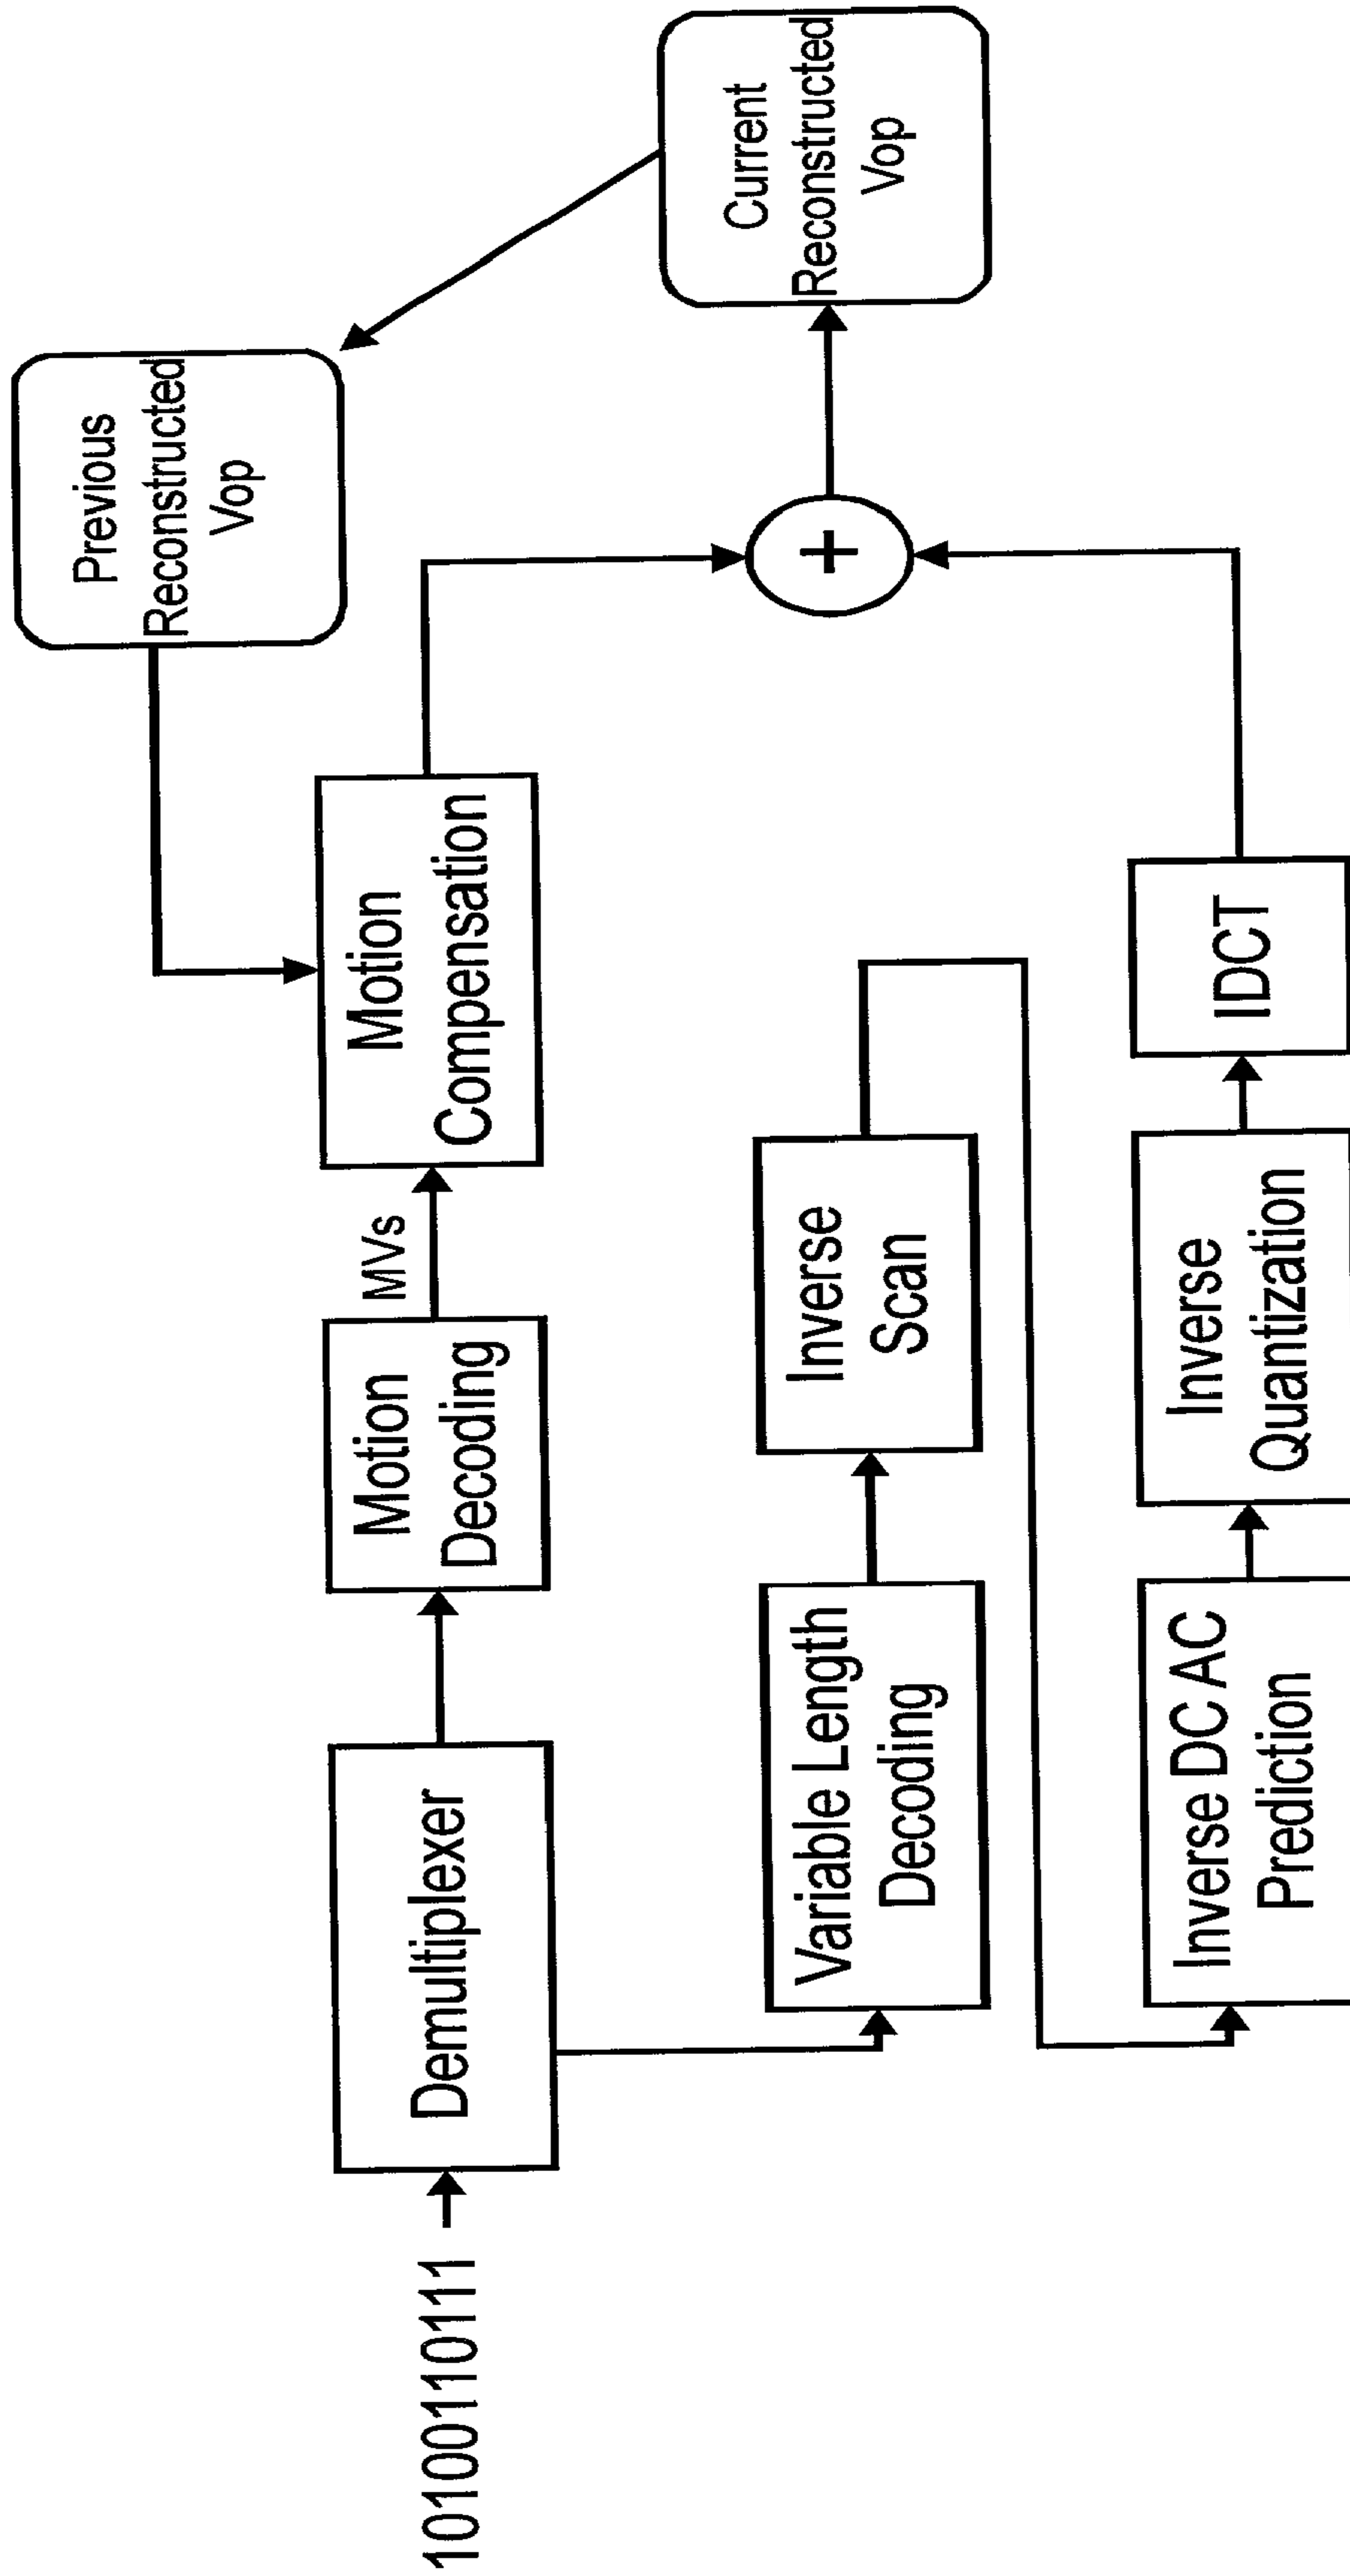 10100110111
Demultiplexer
Motion
Decoding
MVs
Motion
Compensation
Previous
Reconstructed
Vop
Variable Length
Decoding
Inverse
Scan
+
Current
Reconstructed
Vop
Inverse DC AC
Prediction
Inverse
Quantization
IDCT